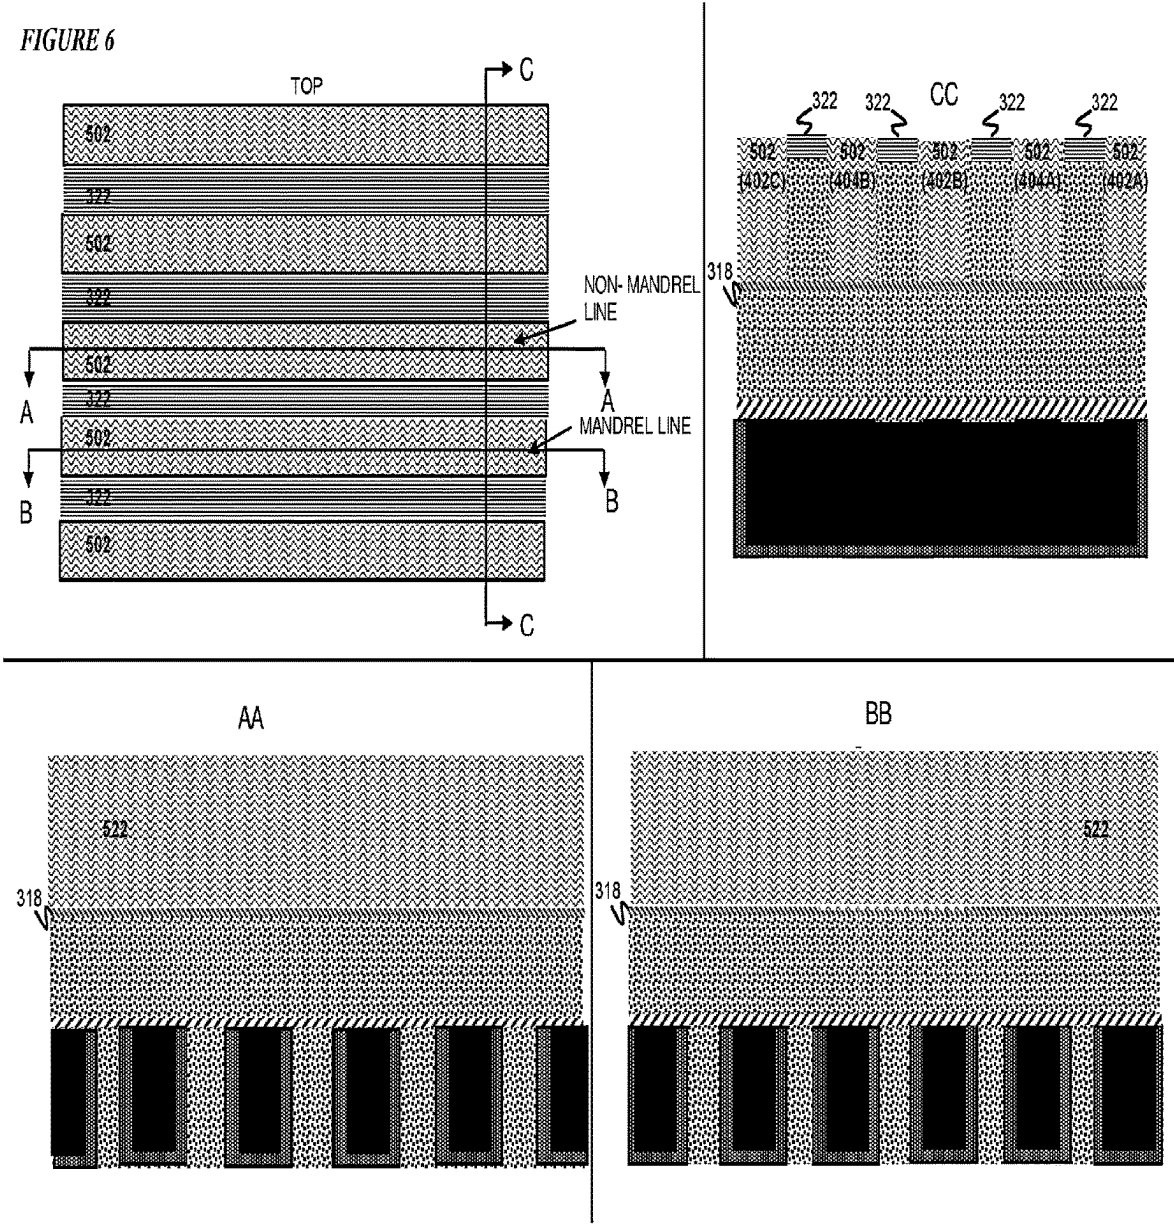 FIGURE 6
TOP
C
502
322
502
322
NON- MANDREL
LINE
502
A
A
322
502
MANDREL LINE
322
B
B
502
C
CC
322
322
322
322
502
502
502
502
502
(402C)
(404B)
(402B)
(404A)
(402A)
318
AA
522
318
BB
522
318